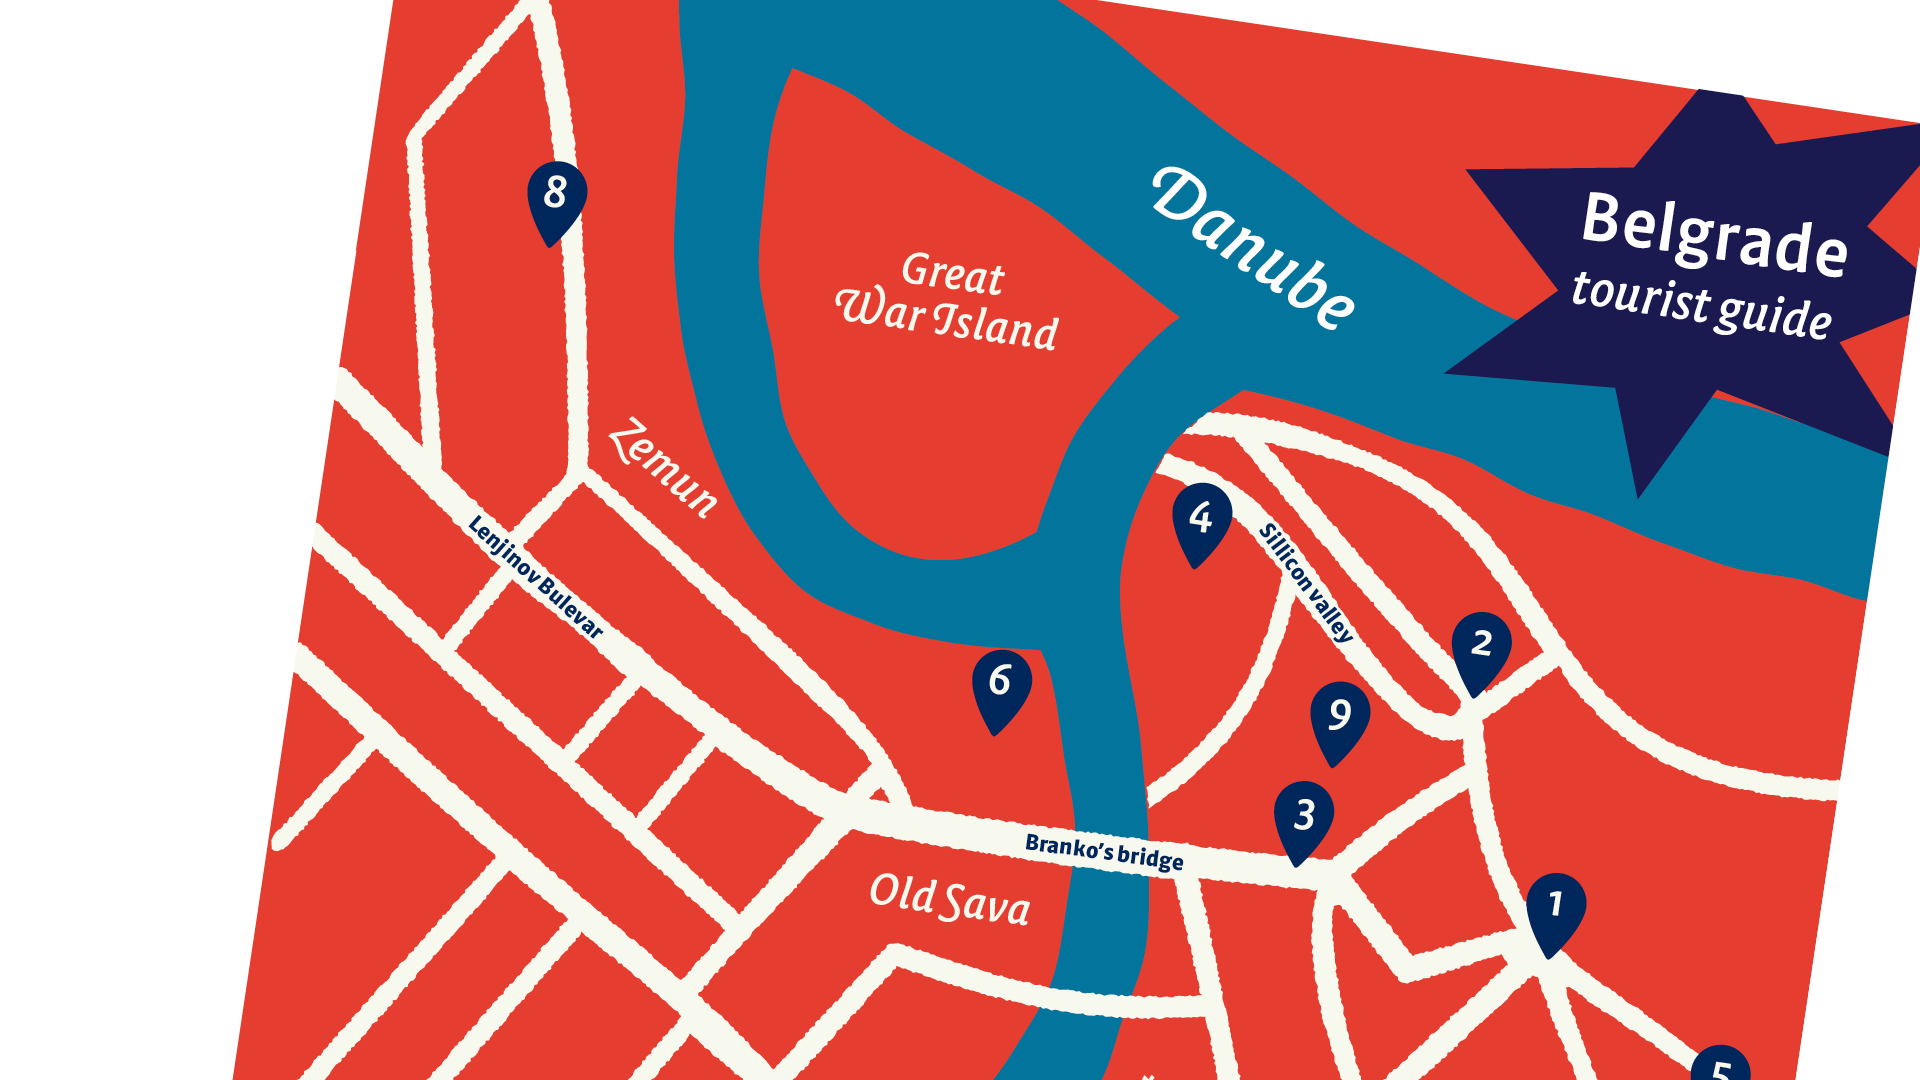 Belgrade
tourist guide
Danube
Great
War Island
Zemun
Lenjinov Bulevar
Sillicon valley
Branko's bridge
Old Sava
8
4
2
6
9
3
1
5